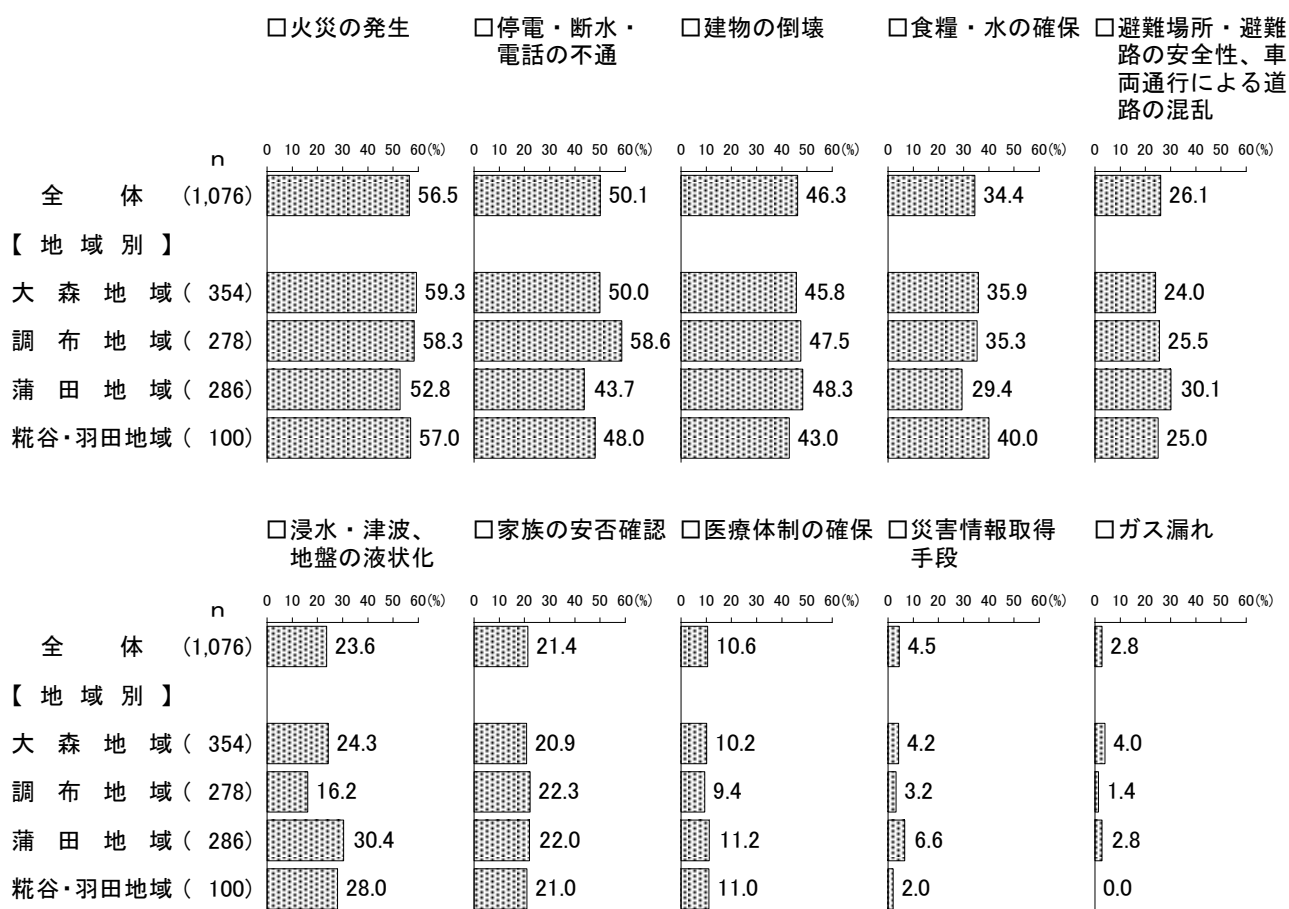 □火災の発生 □停電・断水・電話の不通 □建物の倒壊 □食糧・水の確保 □避難場所・避難路の安全性、車両通行による道路の混乱
n 0 10 20 30 40 50 60(%) 0 10 20 30 40 50 60(%) 0 10 20 30 40 50 60(%) 0 10 20 30 40 50 60(%) 0 10 20 30 40 50 60(%)
全体 (1,076) 56.5 50.1 46.3 34.4 26.1
【地域別】
大森地域 ( 354) 59.3 50.0 45.8 35.9 24.0
調布地域 ( 278) 58.3 58.6 47.5 35.3 25.5
蒲田地域 ( 286) 52.8 43.7 48.3 29.4 30.1
糀谷・羽田地域 ( 100) 57.0 48.0 43.0 40.0 25.0
□浸水・津波、地盤の液状化 □家族の安否確認 □医療体制の確保 □災害情報取得手段 □ガス漏れ
n 0 10 20 30 40 50 60(%) 0 10 20 30 40 50 60(%) 0 10 20 30 40 50 60(%) 0 10 20 30 40 50 60(%) 0 10 20 30 40 50 60(%)
全体 (1,076) 23.6 21.4 10.6 4.5 2.8
【地域別】
大森地域 ( 354) 24.3 20.9 10.2 4.2 4.0
調布地域 ( 278) 16.2 22.3 9.4 3.2 1.4
蒲田地域 ( 286) 30.4 22.0 11.2 6.6 2.8
糀谷・羽田地域 ( 100) 28.0 21.0 11.0 2.0 0.0